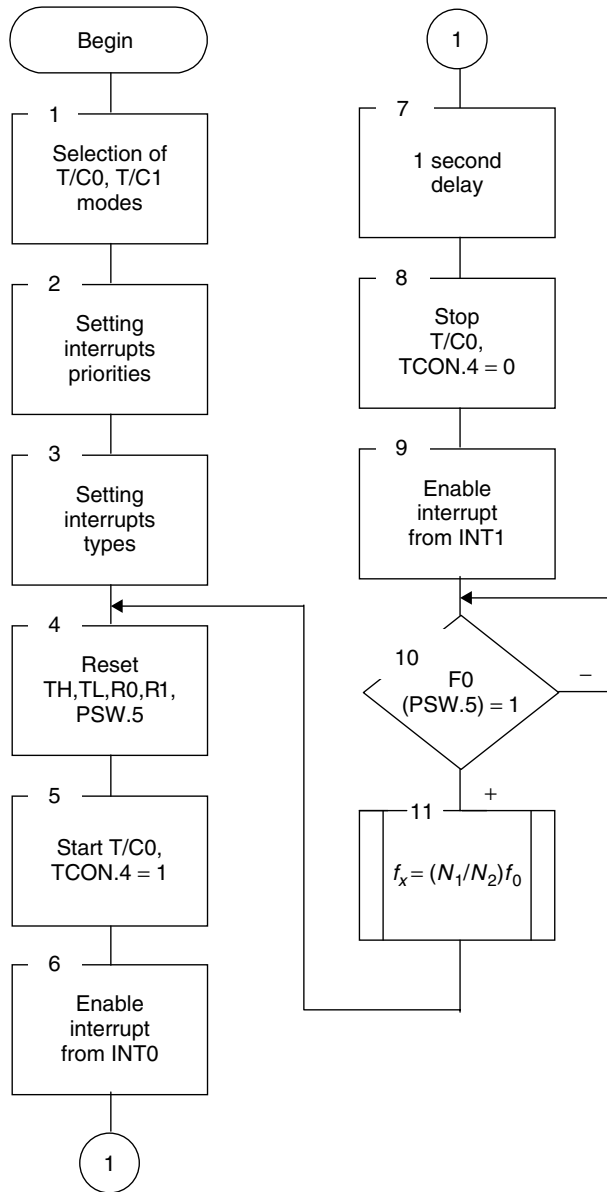 Begin
1
Selection of
T/C0, T/C1
modes
2
Setting
interrupts
priorities
3
Setting
interrupts
types
4
Reset
TH,TL,R0,R1,
PSW.5
5
Start T/C0,
TCON.4 = 1
6
Enable
interrupt
from INT0
1
1
7
1 second
delay
8
Stop
T/C0,
TCON.4 = 0
9
Enable
interrupt
from INT1
10
F0
(PSW.5) = 1
−
+
11
fₓ = (N₁/N₂)f₀